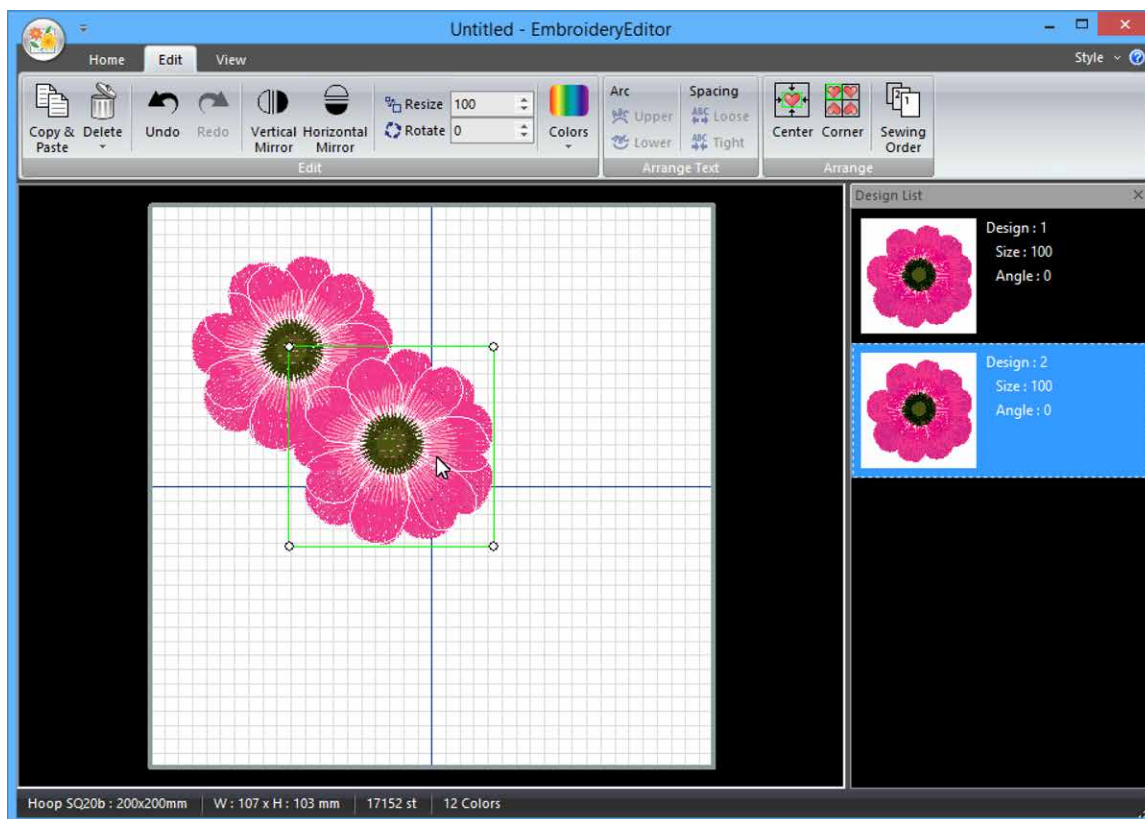 Untitled - EmbroideryEditor
Home Edit View Style
Copy & Paste
Delete
Undo
Redo
Vertical Mirror
Horizontal Mirror
Resize 100
Rotate 0
Colors
Edit
Arc
Upper
Lower
Spacing
Loose
Tight
Arrange Text
Center
Corner
Sewing Order
Arrange
Design List
Design : 1
Size : 100
Angle : 0
Design : 2
Size : 100
Angle : 0
Hoop SQ20b : 200x200mm W : 107 x H : 103 mm 17152 st 12 Colors